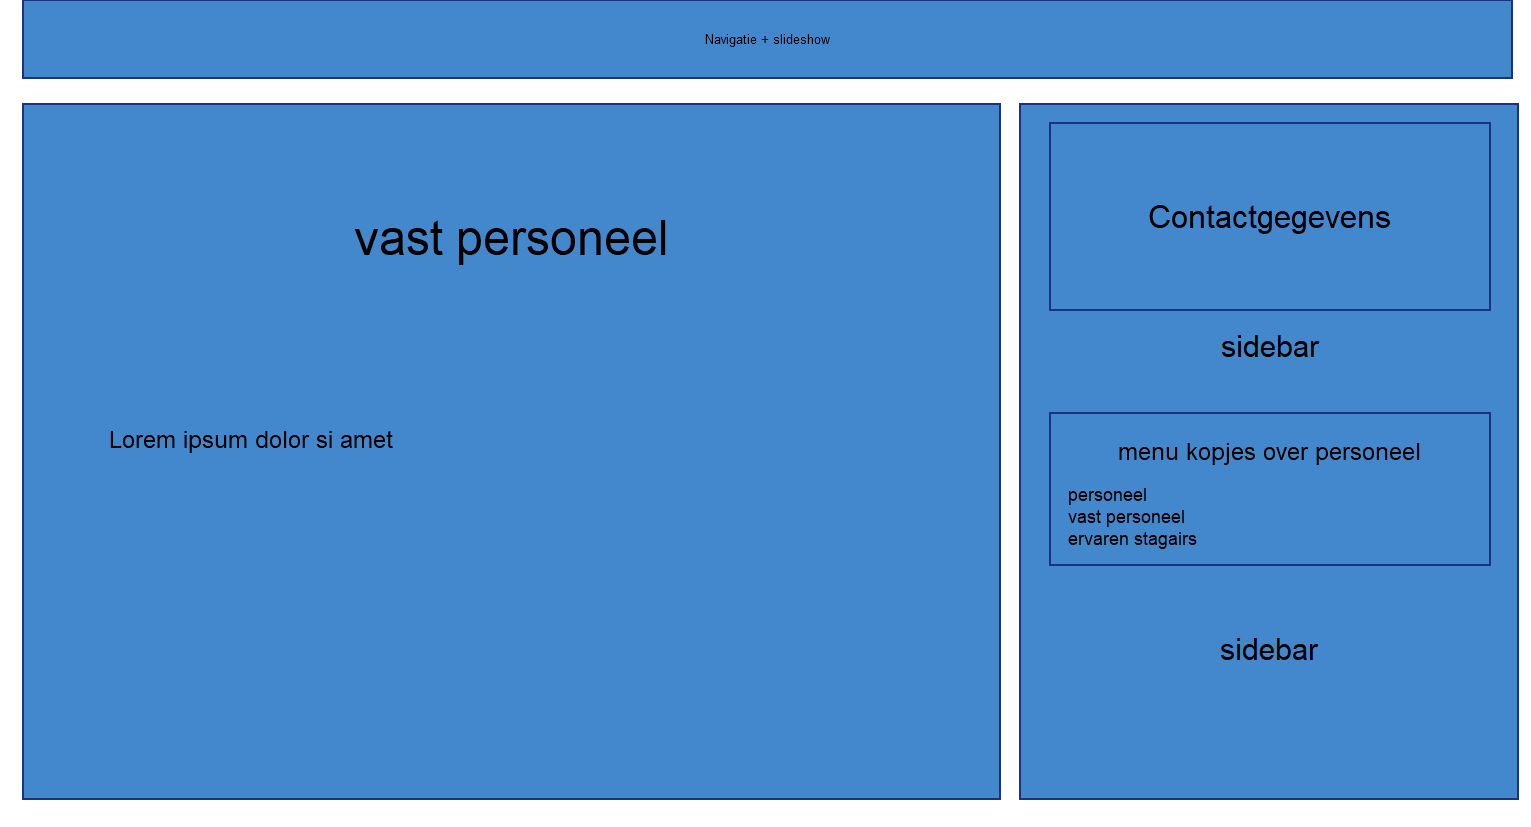 Navigatie + slideshow
vast personeel
Lorem ipsum dolor si amet
Contactgegevens
sidebar
menu kopjes over personeel
personeel
vast personeel
ervaren stagairs
sidebar